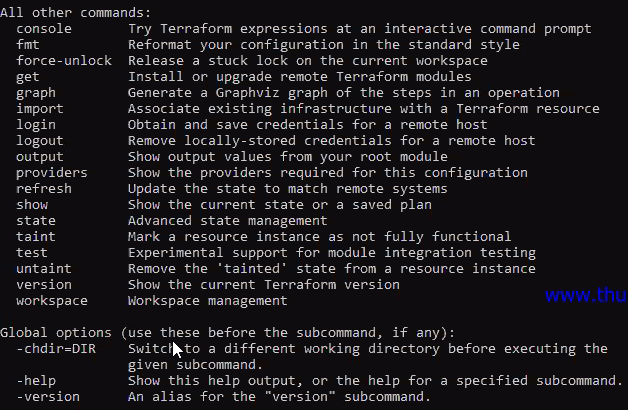 All other commands:
console Try Terraform expressions at an interactive command prompt
fmt Reformat your configuration in the standard style
force-unlock Release a stuck lock on the current workspace
get Install or upgrade remote Terraform modules
graph Generate a Graphviz graph of the steps in an operation
import Associate existing infrastructure with a Terraform resource
login Obtain and save credentials for a remote host
logout Remove locally-stored credentials for a remote host
output Show output values from your root module
providers Show the providers required for this configuration
refresh Update the state to match remote systems
show Show the current state or a saved plan
state Advanced state management
taint Mark a resource instance as not fully functional
test Experimental support for module integration testing
untaint Remove the 'tainted' state from a resource instance
version Show the current Terraform version
www.thu
workspace Workspace management
Global options (use these before the subcommand, if any):
-chdir=DIR Switch to a different working directory before executing the
given subcommand.
-help Show this help output, or the help for a specified subcommand.
-version An alias for the "version" subcommand.